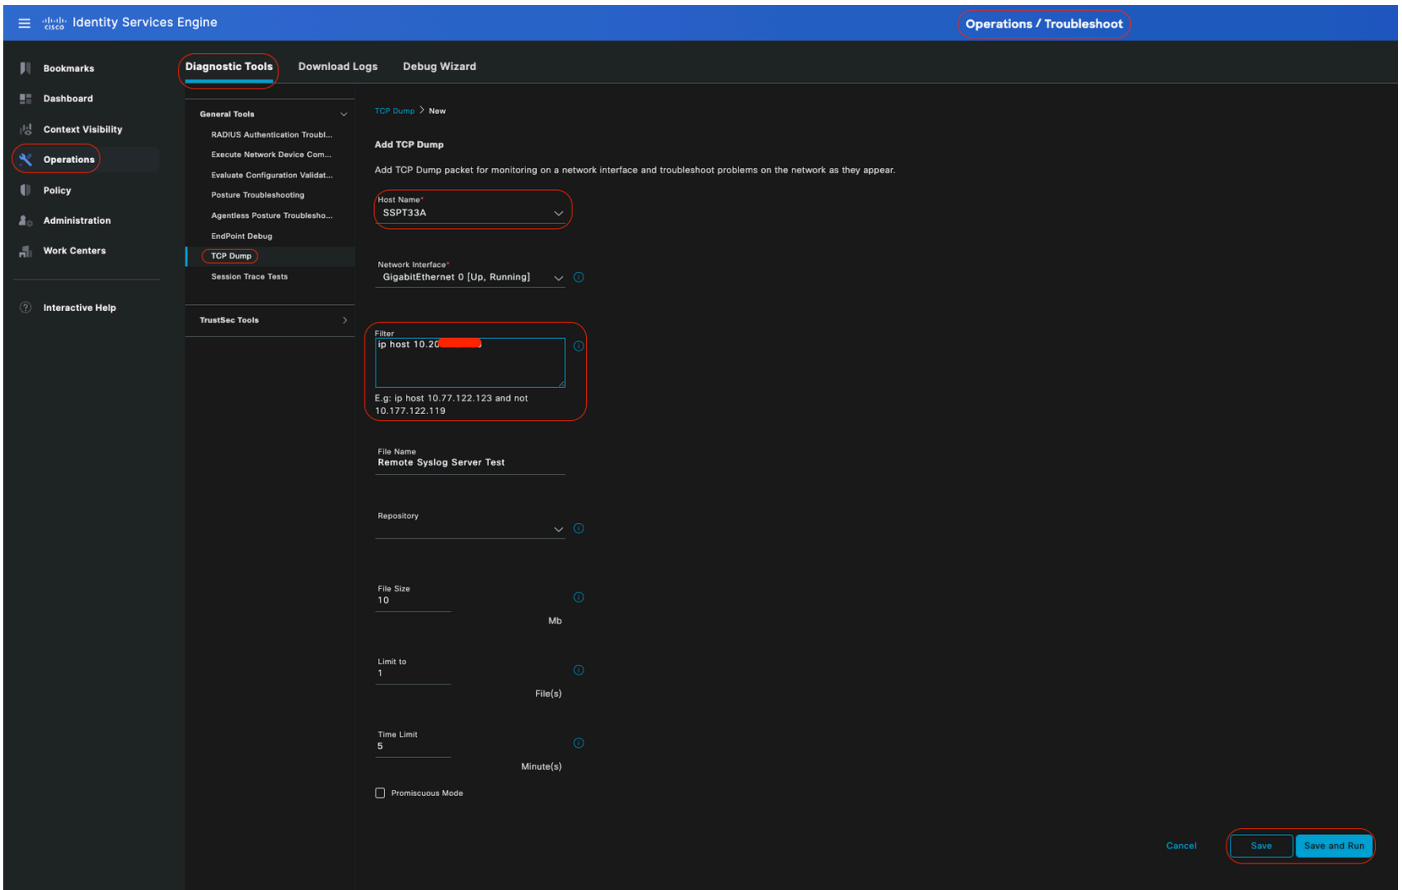 cisco Identity Services Engine
Operations / Troubleshoot
Bookmarks
Dashboard
Context Visibility
Operations
Policy
Administration
Work Centers
Interactive Help
Diagnostic Tools
Download Logs
Debug Wizard
General Tools
RADIUS Authentication Troubl...
Execute Network Device Com...
Evaluate Configuration Validat...
Posture Troubleshooting
Agentless Posture Troublesho...
EndPoint Debug
TCP Dump
Session Trace Tests
TrustSec Tools
TCP Dump > New
Add TCP Dump
Add TCP Dump packet for monitoring on a network interface and troubleshoot problems on the network as they appear.
Host Name*
SSPT33A
Network Interface*
GigabitEthernet 0 [Up, Running]
Filter
ip host 10.20
E.g: ip host 10.77.122.123 and not
10.177.122.119
File Name
Remote Syslog Server Test
Repository
File Size
10
Mb
Limit to
1
File(s)
Time Limit
5
Minute(s)
Promiscuous Mode
Cancel
Save
Save and Run